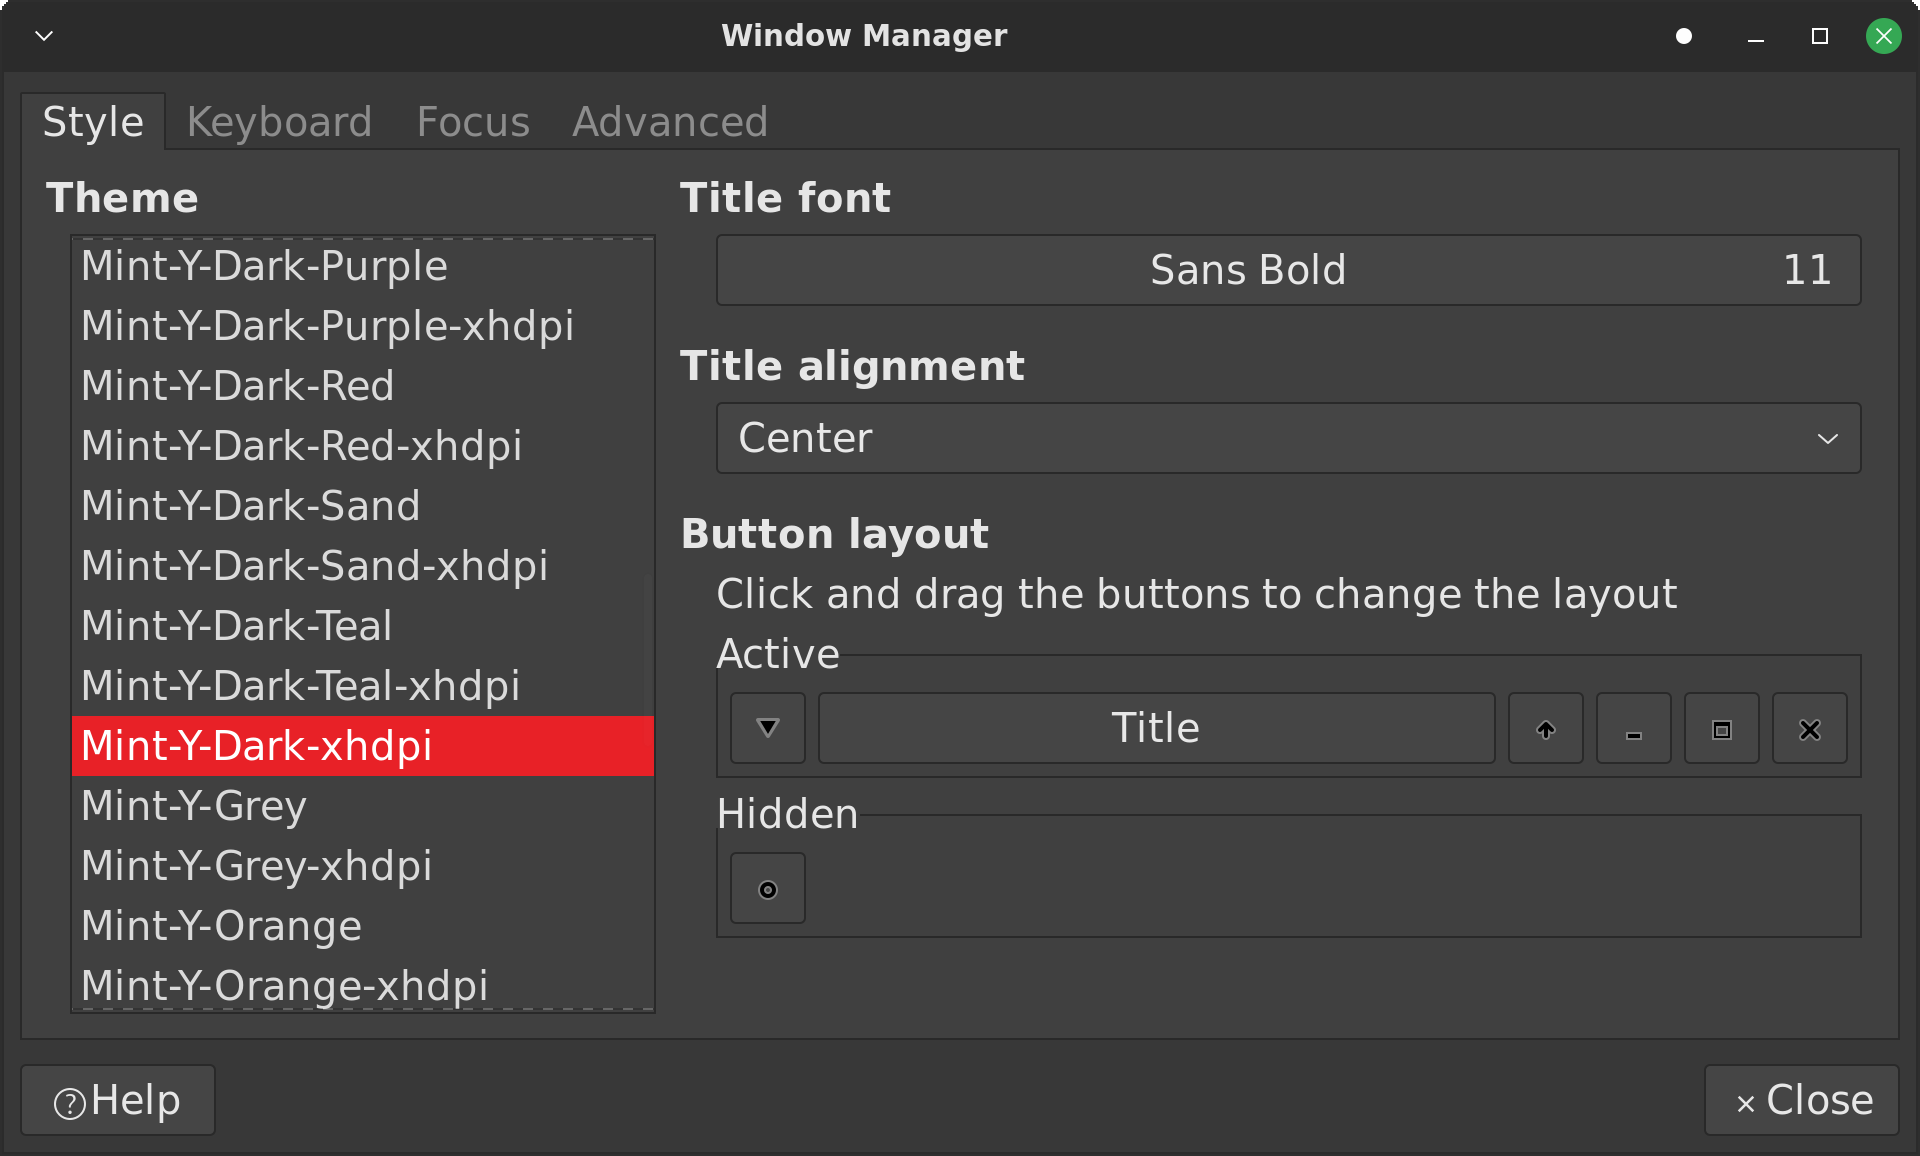 Window Manager
Style Keyboard Focus Advanced
Theme
Mint-Y-Dark-Purple
Mint-Y-Dark-Purple-xhdpi
Mint-Y-Dark-Red
Mint-Y-Dark-Red-xhdpi
Mint-Y-Dark-Sand
Mint-Y-Dark-Sand-xhdpi
Mint-Y-Dark-Teal
Mint-Y-Dark-Teal-xhdpi
Mint-Y-Dark-xhdpi
Mint-Y-Grey
Mint-Y-Grey-xhdpi
Mint-Y-Orange
Mint-Y-Orange-xhdpi
Title font
Sans Bold 11
Title alignment
Center
Button layout
Click and drag the buttons to change the layout
Active
Title
Hidden
Help
Close